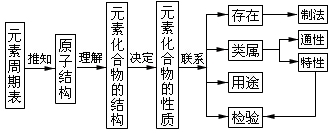 元素周期表
推知
原子结构
理解
元素化合物的结构
决定
元素化合物的性质
联系
存在
制法
类属
通性
特性
用途
检验